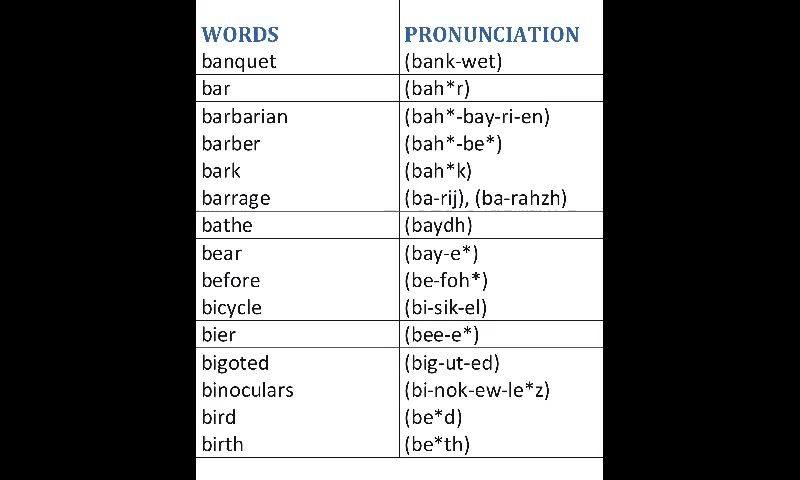 WORDS PRONUNCIATION
banquet (bank-wet)
bar (bah*r)
barbarian (bah*-bay-ri-en)
barber (bah*-be*)
bark (bah*k)
barrage (ba-rij), (ba-rahzh)
bathe (baydh)
bear (bay-e*)
before (be-foh*)
bicycle (bi-sik-el)
bier (bee-e*)
bigoted (big-ut-ed)
binoculars (bi-nok-ew-le*z)
bird (be*d)
birth (be*th)